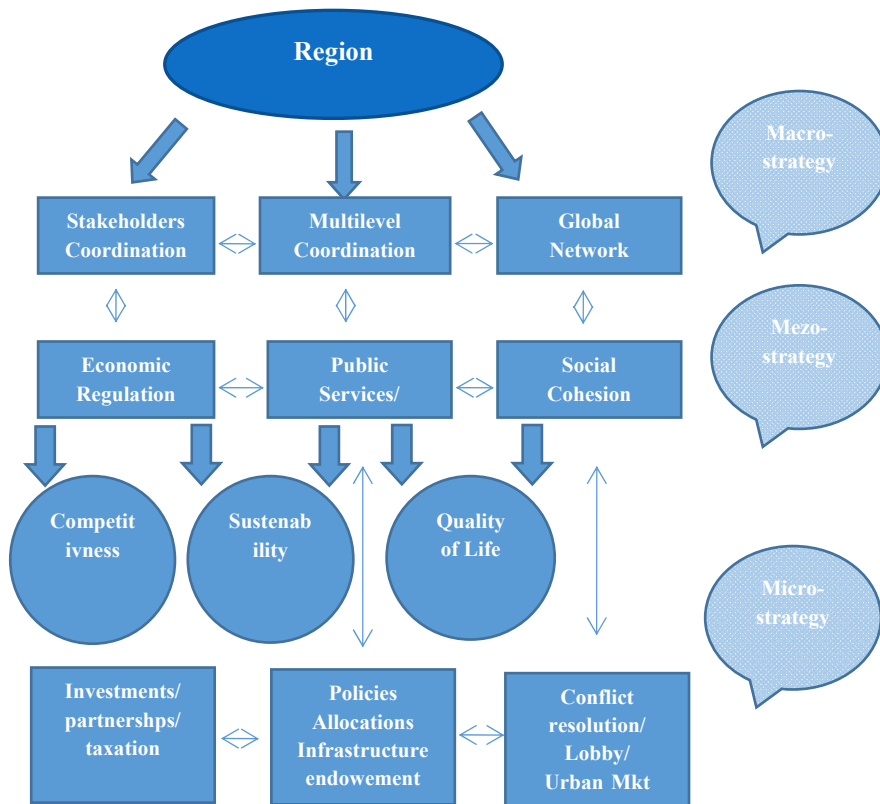 Region
Macro-
strategy
Stakeholders
Coordination
Multilevel
Coordination
Global
Network
Mezo-
strategy
Economic
Regulation
Public
Services/
Social
Cohesion
Competit
ivness
Sustenab
ility
Quality
of Life
Micro-
strategy
Investments/
partnershps/
taxation
Policies
Allocations
Infrastructure
endowement
Conflict
resolution/
Lobby/
Urban Mkt